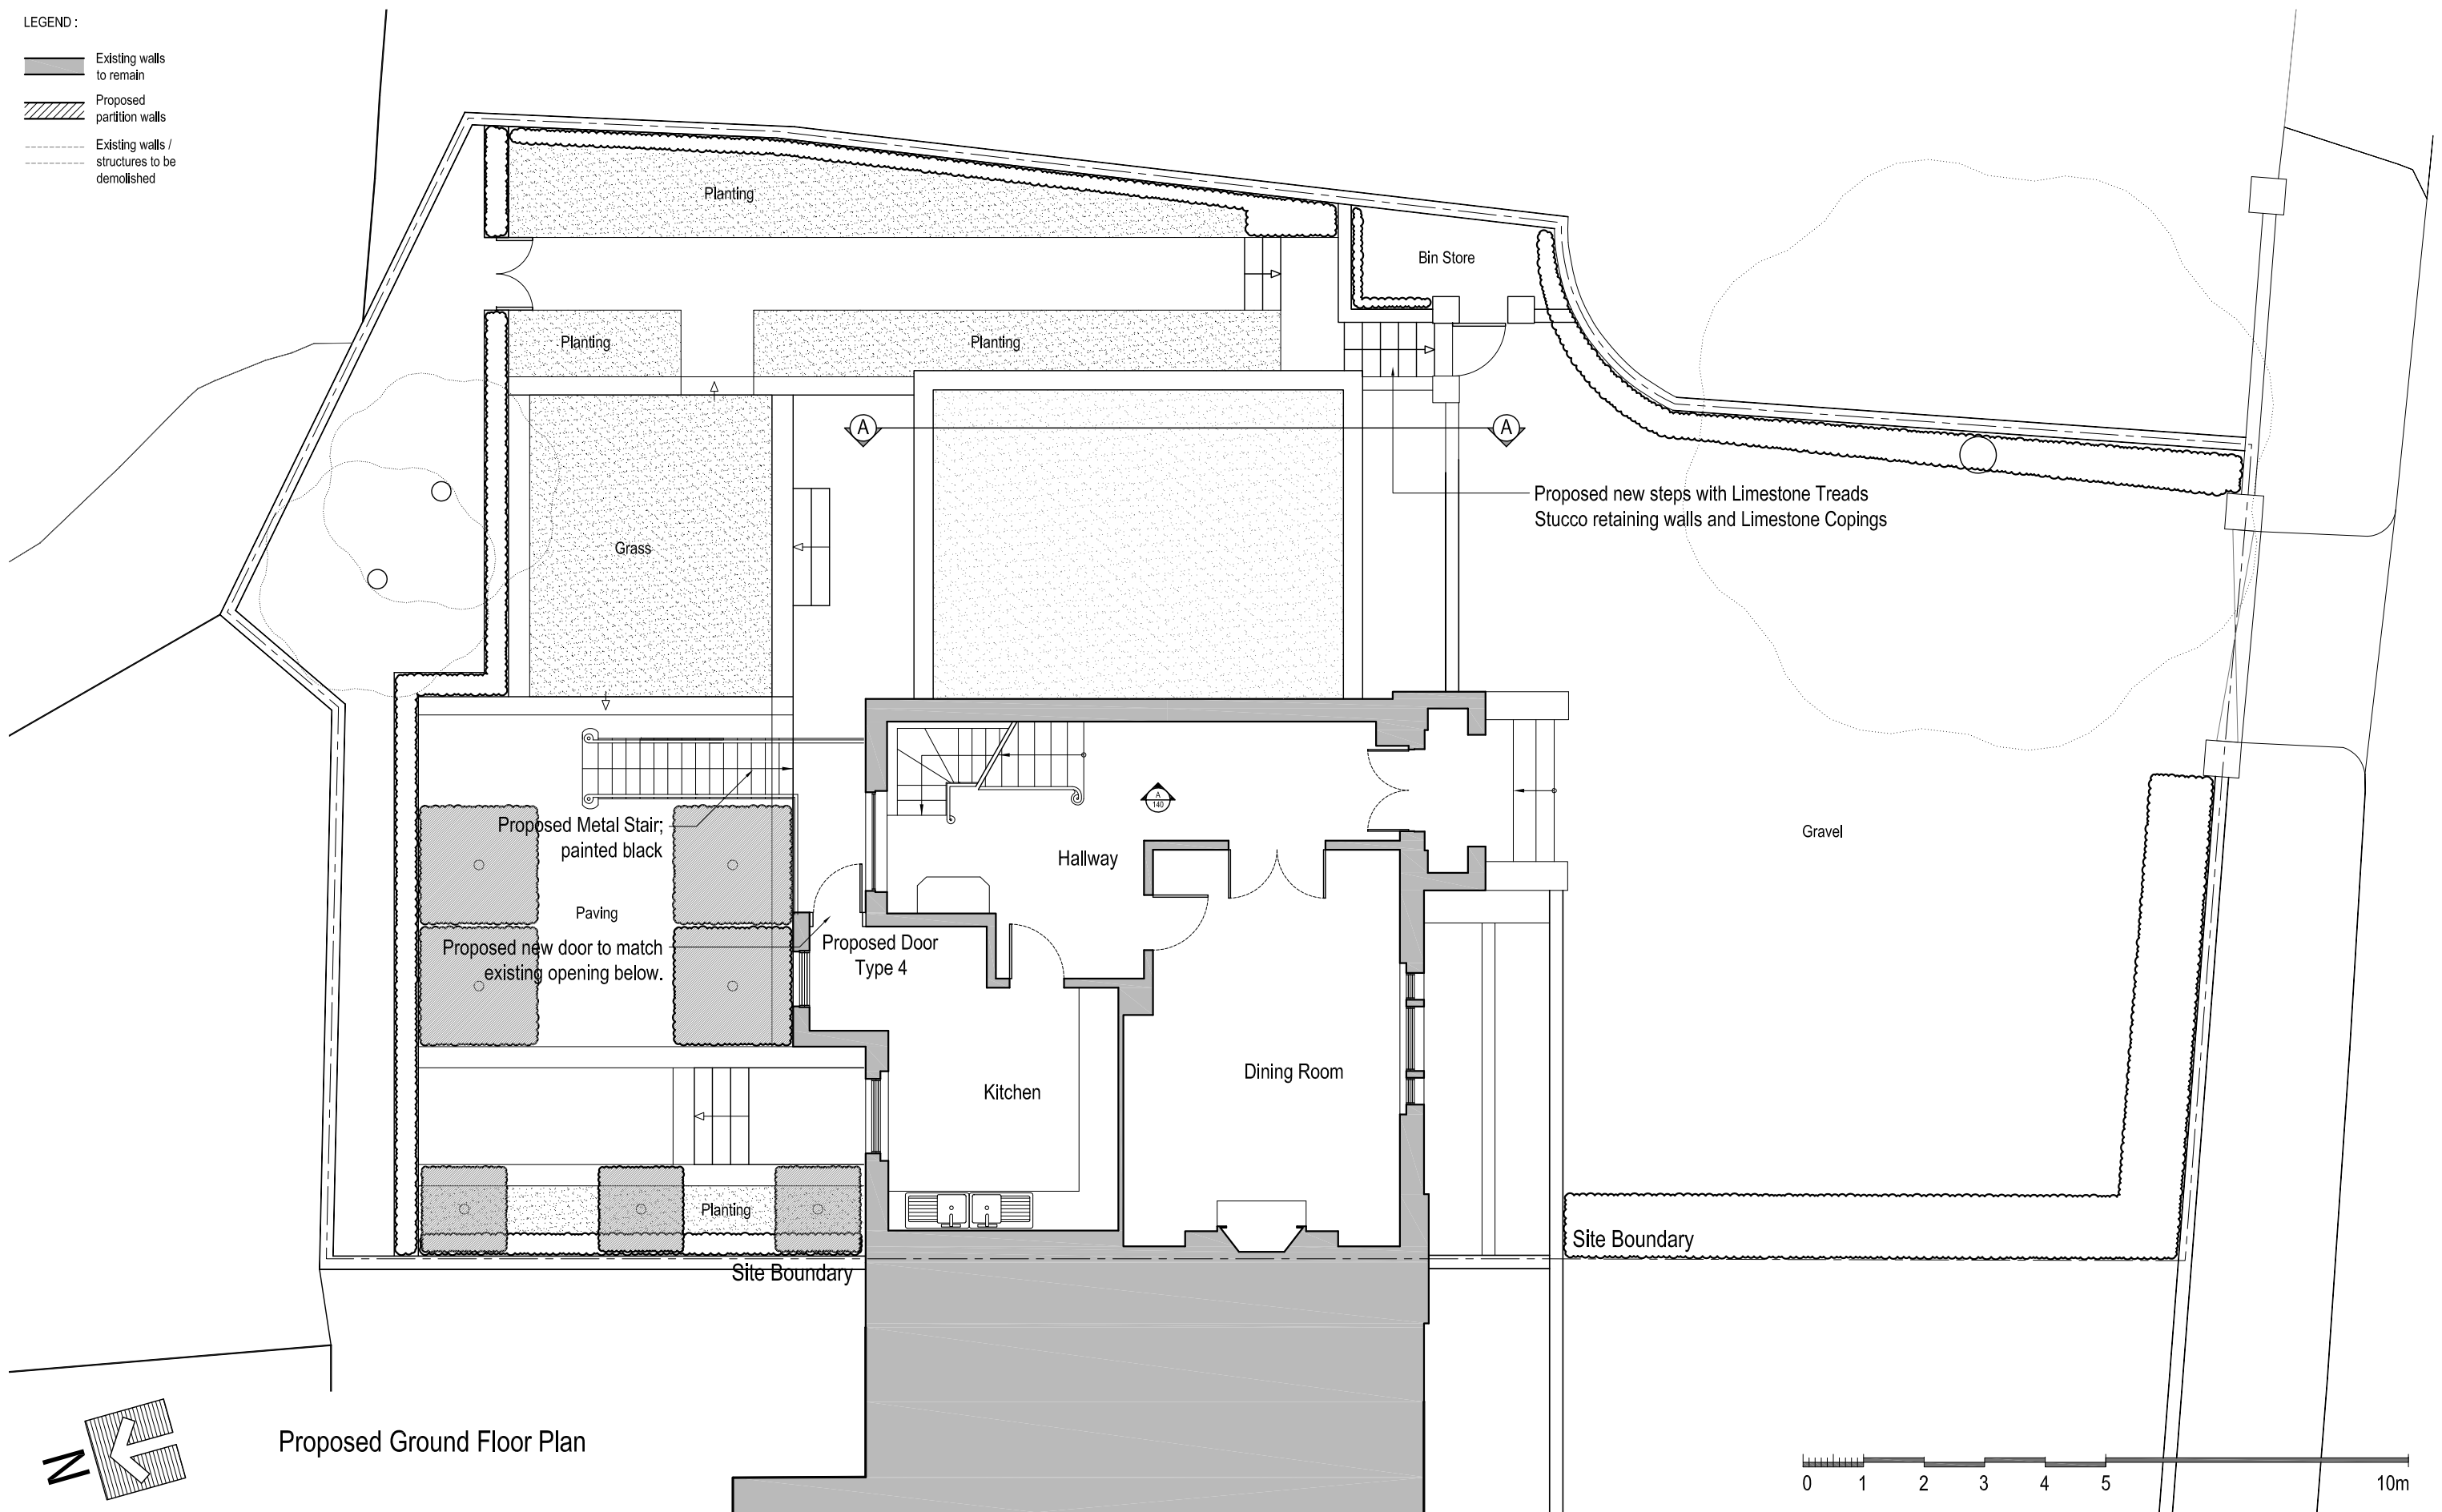 LEGEND :
Existing walls
to remain
Proposed
partition walls
Existing walls /
structures to be
demolished
Planting
Bin Store
Planting
Planting
A
A
Proposed new steps with Limestone Treads
Stucco retaining walls and Limestone Copings
Grass
A
140
Proposed Metal Stair;
painted black
Gravel
Hallway
Paving
Proposed new door to match
existing opening below.
Proposed Door
Type 4
Dining Room
Kitchen
Planting
Site Boundary
Site Boundary
N
Proposed Ground Floor Plan
0 1 2 3 4 5 10m